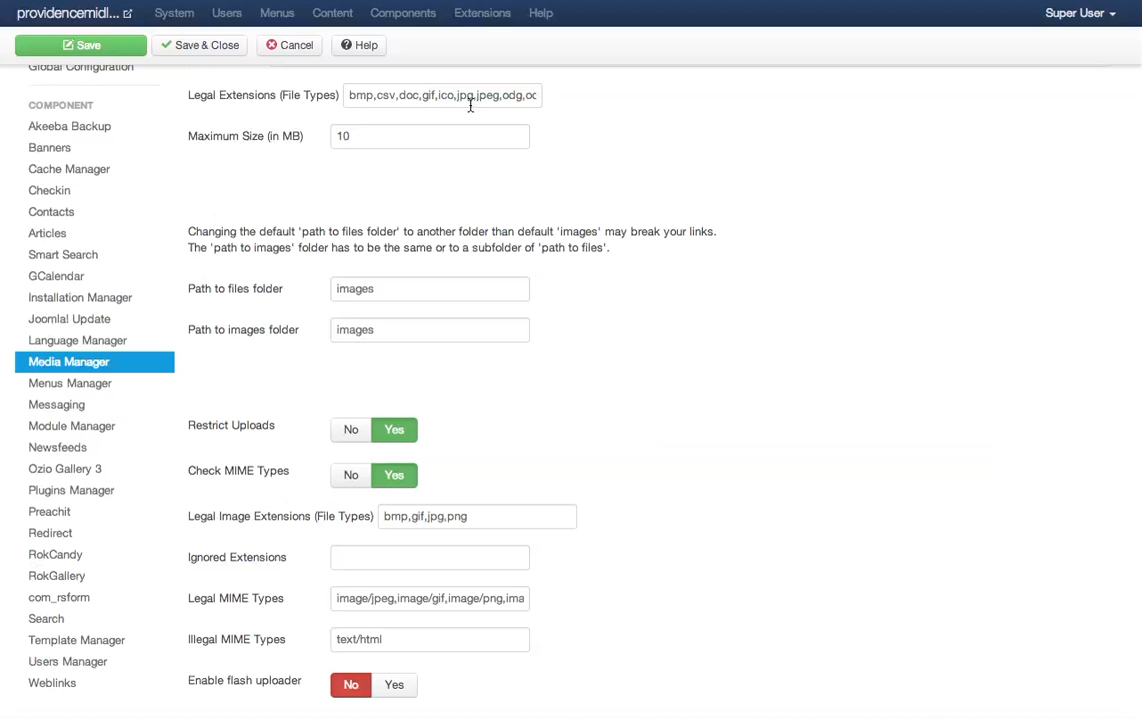 providencemidl... System Users Menus Content Components Extensions Help Super User
Save Save & Close Cancel Help
Global Configuration
COMPONENT
Akeeba Backup
Banners
Cache Manager
Checkin
Contacts
Articles
Smart Search
GCalendar
Installation Manager
Joomla! Update
Language Manager
Media Manager
Menus Manager
Messaging
Module Manager
Newsfeeds
Ozio Gallery 3
Plugins Manager
Preachit
Redirect
RokCandy
RokGallery
com_rsform
Search
Template Manager
Users Manager
Weblinks
Legal Extensions (File Types) bmp,csv,doc,gif,ico,jpg,jpeg,odg,oc
Maximum Size (in MB) 10
Changing the default 'path to files folder' to another folder than default 'images' may break your links.
The 'path to images' folder has to be the same or to a subfolder of 'path to files'.
Path to files folder images
Path to images folder images
Restrict Uploads No Yes
Check MIME Types No Yes
Legal Image Extensions (File Types) bmp,gif,jpg,png
Ignored Extensions
Legal MIME Types image/jpeg,image/gif,image/png,ima
Illegal MIME Types text/html
Enable flash uploader No Yes